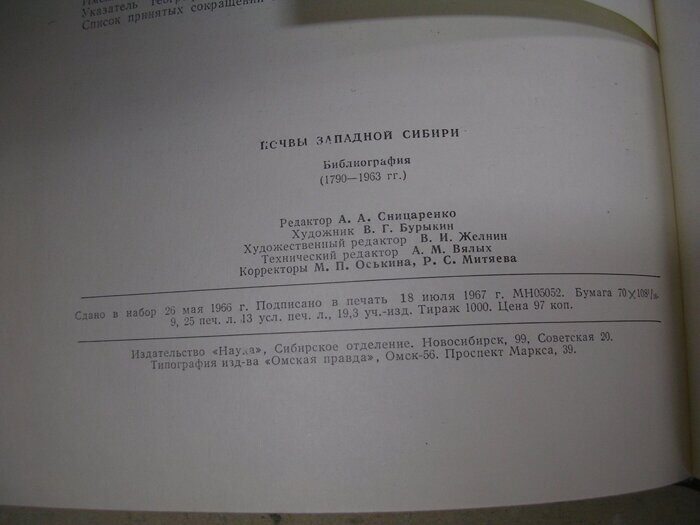 Указатель геогра
Список принятых сокращений
ПОЧВЫ ЗАПАДНОЙ СИБИРИ
Библиография
(1790—1963 гг.)
Редактор А. А. Сницаренко
Художник В. Г. Бурыкин
Художественный редактор В. И. Желнин
Технический редактор А. М. Вялых
Корректоры М. П. Оськина, Р. С. Митяева
Сдано в набор 26 мая 1966 г. Подписано в печать 18 июля 1967 г. МН05052. Бумага 70×108¹/₁₆
9, 25 печ. л. 13 усл. печ. л., 19,3 уч.-изд. Тираж 1000. Цена 97 коп.
Издательство «Наука», Сибирское отделение. Новосибирск, 99, Советская 20.
Типография изд-ва «Омская правда», Омск-56. Проспект Маркса, 39.